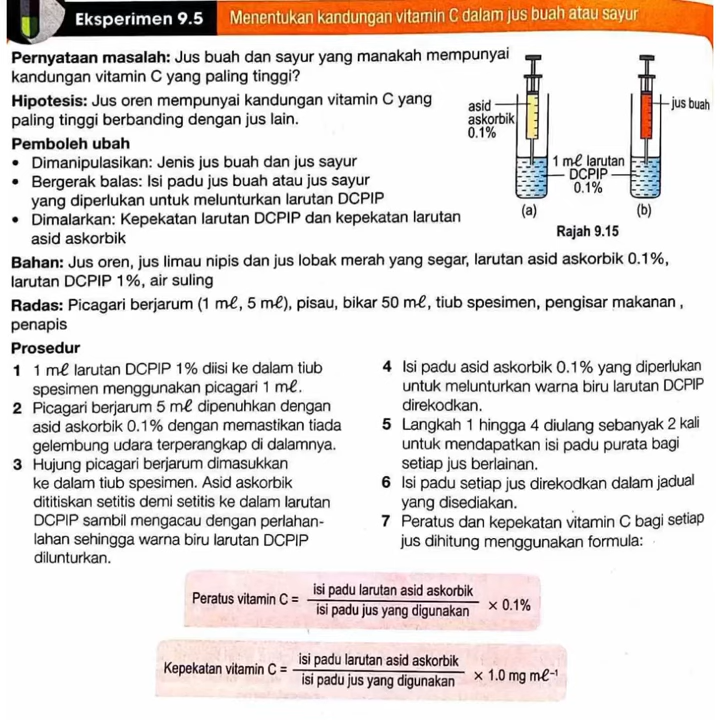 Eksperimen 9.5
Menentukan kandungan vitamin C dalam jus buah atau sayur
Pernyataan masalah: Jus buah dan sayur yang manakah mempunyai
kandungan vitamin C yang paling tinggi?
Hipotesis: Jus oren mempunyai kandungan vitamin C yang
paling tinggi berbanding dengan jus lain.
Pemboleh ubah
• Dimanipulasikan: Jenis jus buah dan jus sayur
• Bergerak balas: Isi padu jus buah atau jus sayur
yang diperlukan untuk melunturkan larutan DCPIP
• Dimalarkan: Kepekatan larutan DCPIP dan kepekatan larutan
asid askorbik
asid
askorbik
0.1%
jus buah
1 mℓ larutan
DCPIP
0.1%
(a)
(b)
Rajah 9.15
Bahan: Jus oren, jus limau nipis dan jus lobak merah yang segar, larutan asid askorbik 0.1%,
larutan DCPIP 1%, air suling
Radas: Picagari berjarum (1 mℓ, 5 mℓ), pisau, bikar 50 mℓ, tiub spesimen, pengisar makanan ,
penapis
Prosedur
1 1 mℓ larutan DCPIP 1% diisi ke dalam tiub
spesimen menggunakan picagari 1 mℓ.
2 Picagari berjarum 5 mℓ dipenuhkan dengan
asid askorbik 0.1% dengan memastikan tiada
gelembung udara terperangkap di dalamnya.
3 Hujung picagari berjarum dimasukkan
ke dalam tiub spesimen. Asid askorbik
dititiskan setitis demi setitis ke dalam larutan
DCPIP sambil mengacau dengan perlahan-
lahan sehingga warna biru larutan DCPIP
dilunturkan.
4 Isi padu asid askorbik 0.1% yang diperlukan
untuk melunturkan warna biru larutan DCPIP
direkodkan.
5 Langkah 1 hingga 4 diulang sebanyak 2 kali
untuk mendapatkan isi padu purata bagi
setiap jus berlainan.
6 Isi padu setiap jus direkodkan dalam jadual
yang disediakan.
7 Peratus dan kepekatan vitamin C bagi setiap
jus dihitung menggunakan formula:
Peratus vitamin C = isi padu larutan asid askorbik / isi padu jus yang digunakan × 0.1%
Kepekatan vitamin C = isi padu larutan asid askorbik / isi padu jus yang digunakan × 1.0 mg mℓ⁻¹